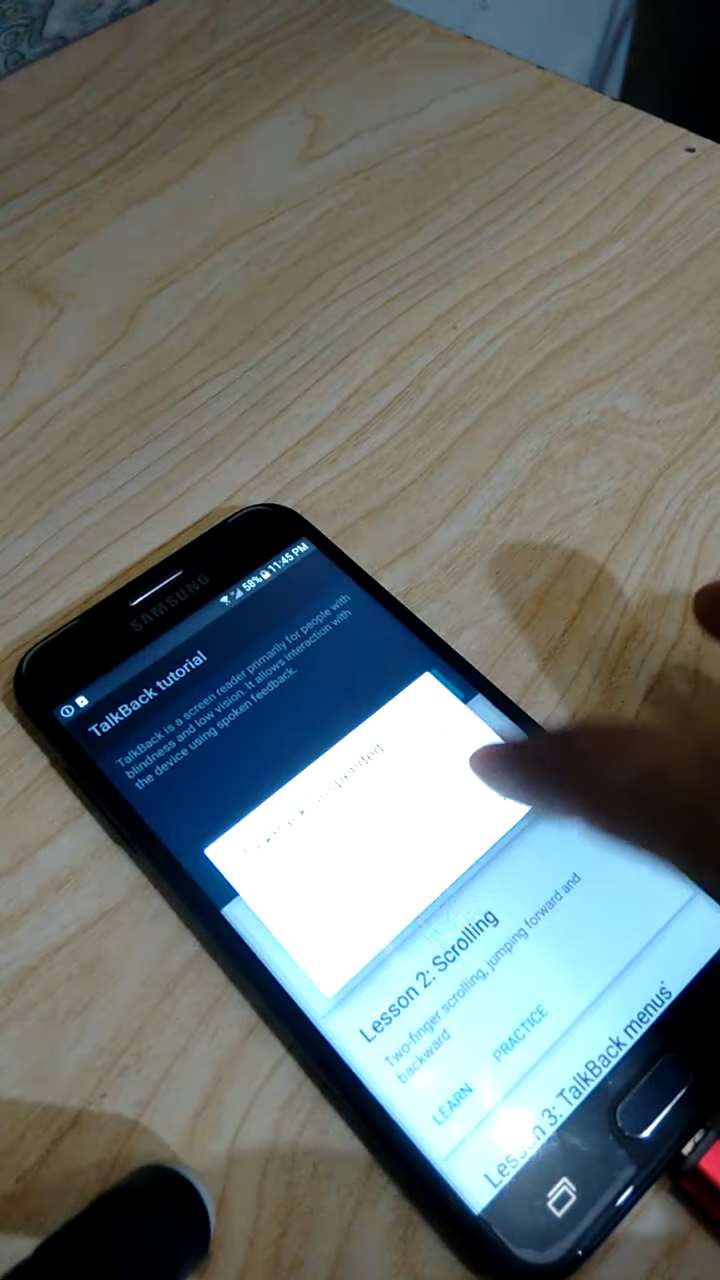 SAMSUNG
58% 11:45 PM
TalkBack tutorial
TalkBack is a screen reader primarily for people with
blindness and low vision. It allows interaction with
the device using spoken feedback.
suspended
Lesson 2: Scrolling
Two-finger scrolling, jumping forward and
backward
LEARN PRACTICE
Lesson 3: TalkBack menus